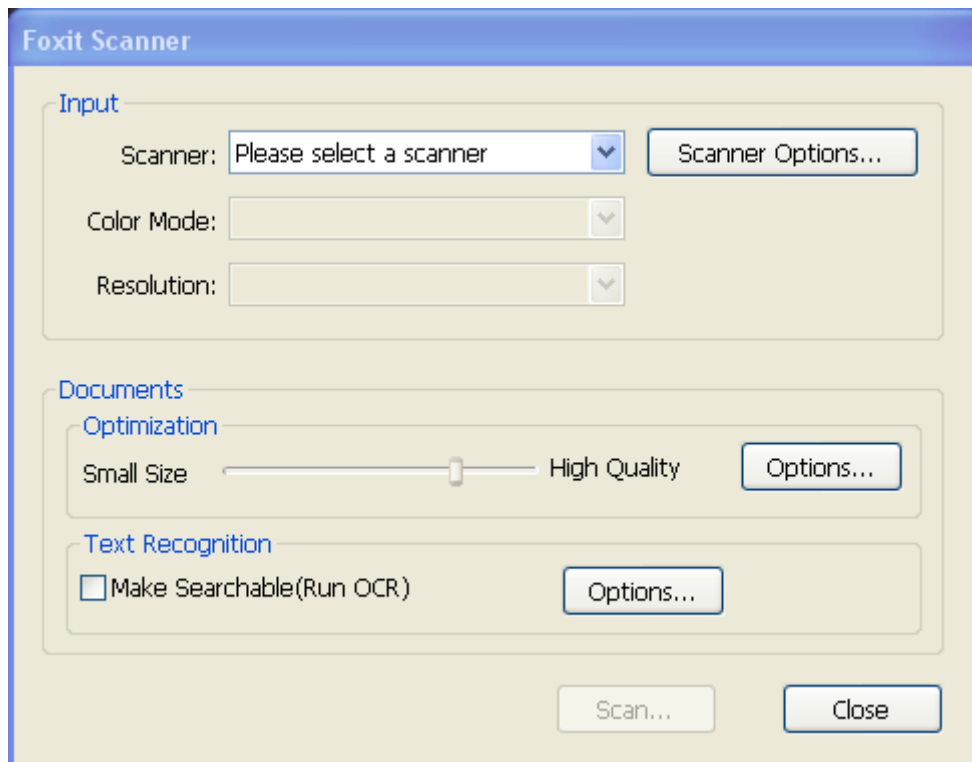 Foxit Scanner
Input
Scanner: Please select a scanner Scanner Options...
Color Mode:
Resolution:
Documents
Optimization
Small Size High Quality Options...
Text Recognition
Make Searchable(Run OCR) Options...
Scan... Close